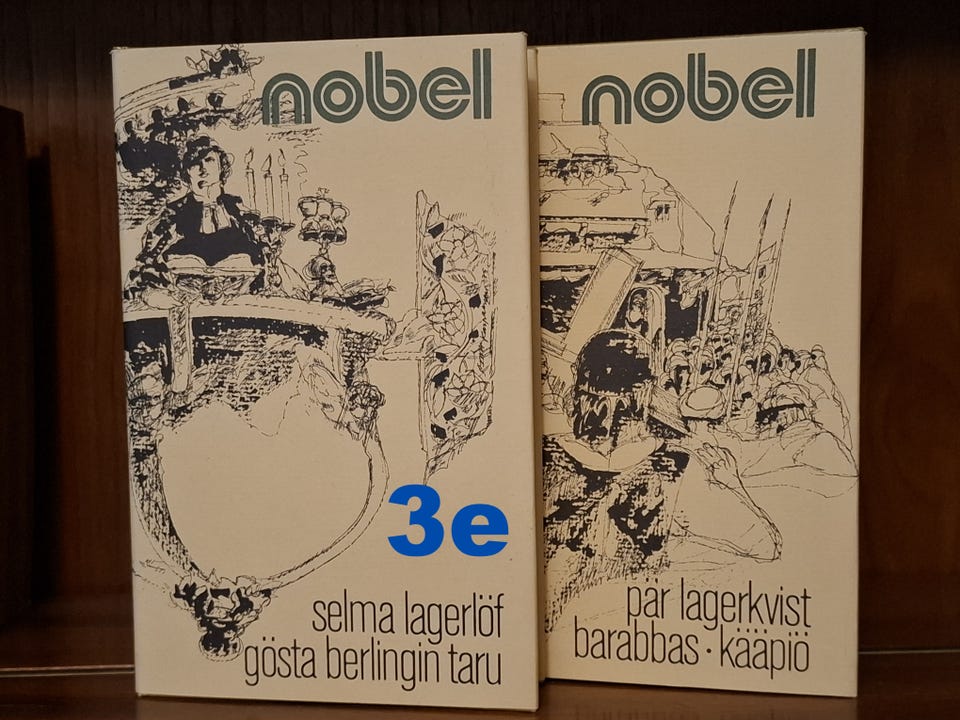 nobel
3e
selma lagerlöf
gösta berlingin taru
nobel
pär lagerkvist
barabbas • kääpiö